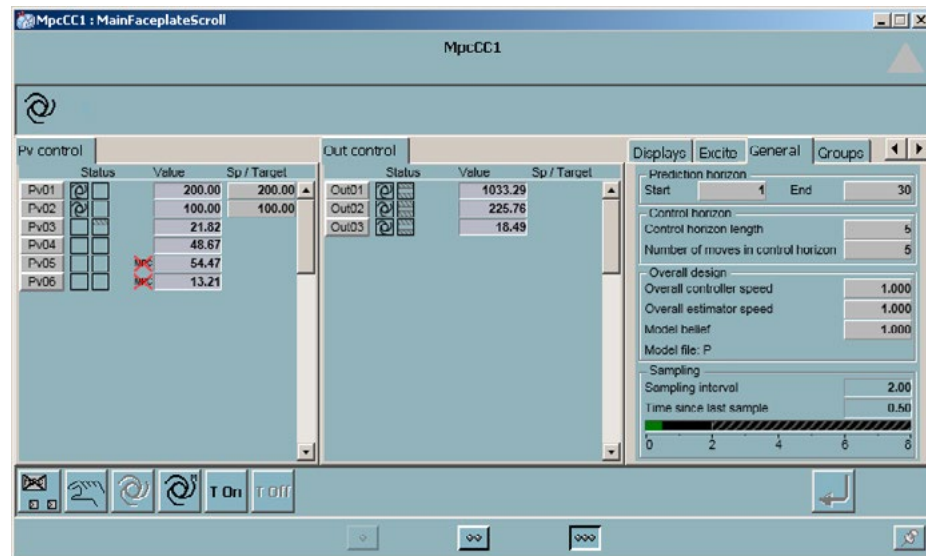 MpcCC1 : MainFaceplateScroll
MpcCC1
Pv control
Status Value Sp / Target
Pv01 200.00 200.00
Pv02 100.00 100.00
Pv03 21.82
Pv04 48.67
Pv05 MPC 54.47
Pv06 MPC 13.21
Out control
Status Value Sp / Target
Out01 1033.29
Out02 225.76
Out03 18.49
Displays Excite General Groups
Prediction horizon
Start 1 End 30
Control horizon
Control horizon length 5
Number of moves in control horizon 5
Overall design
Overall controller speed 1.000
Overall estimator speed 1.000
Model belief 1.000
Model file: P
Sampling
Sampling interval 2.00
Time since last sample 0.50
0 2 4 6 8
T On T Off